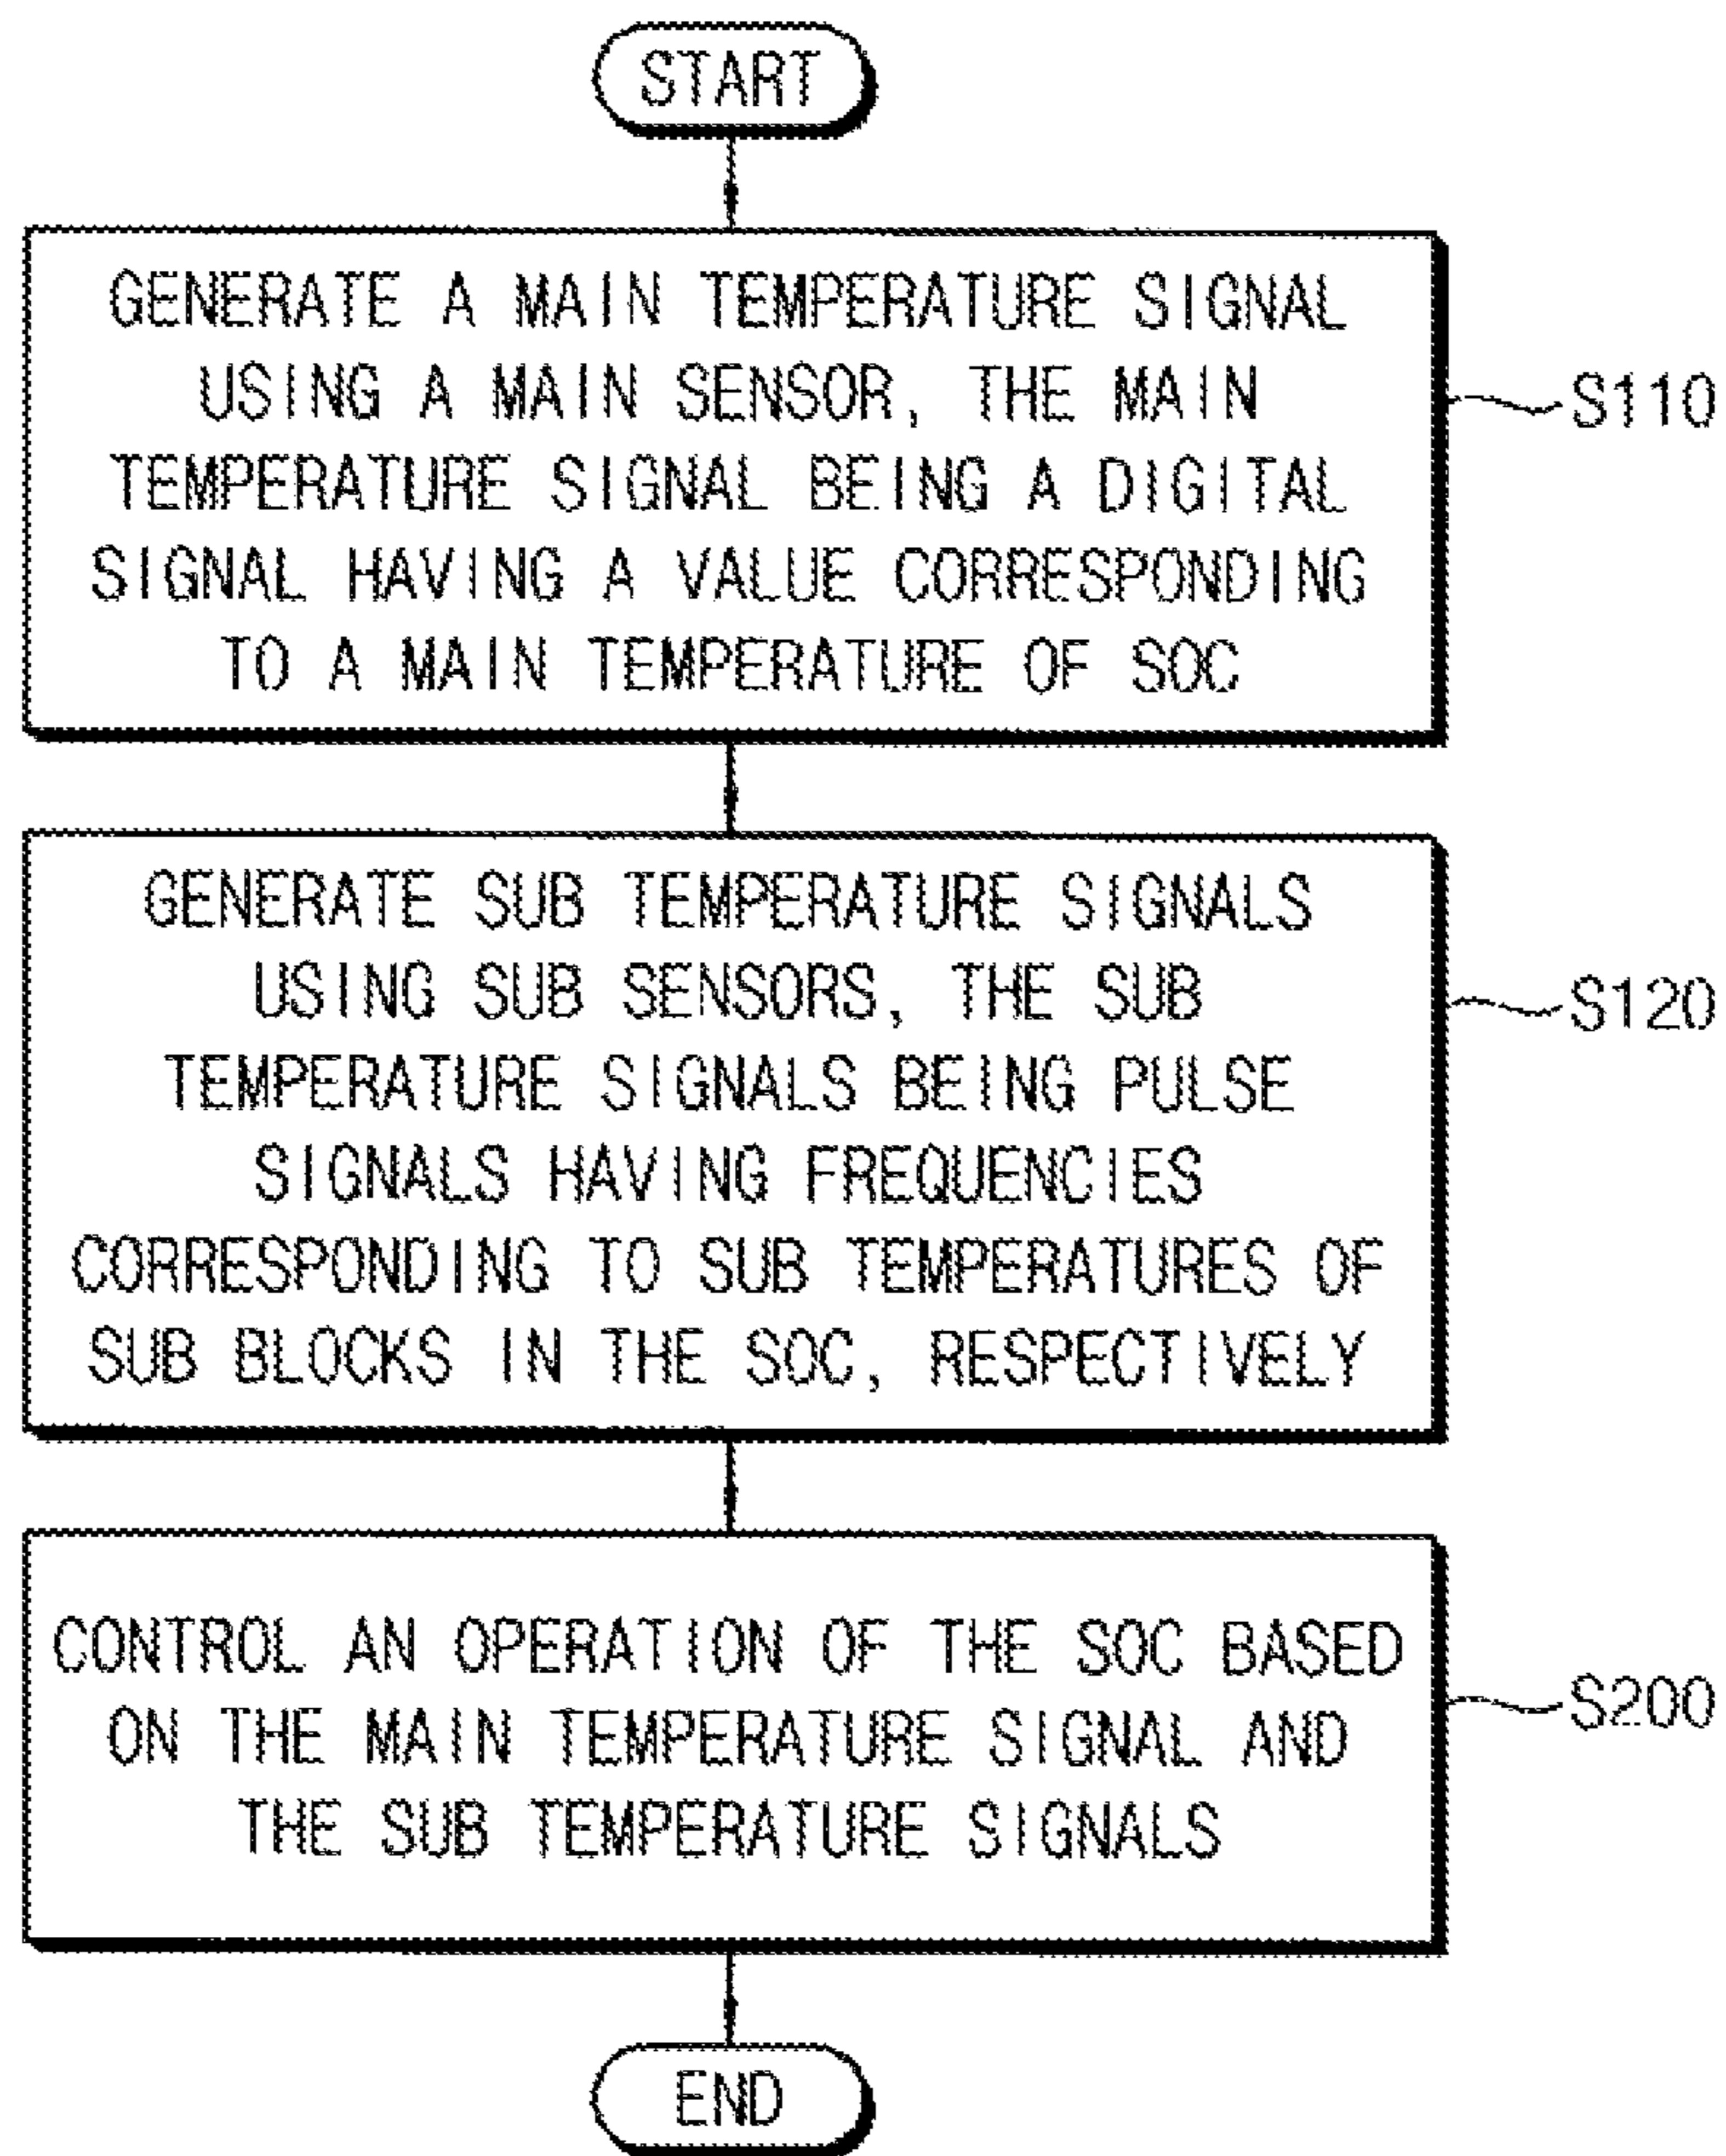 START
GENERATE A MAIN TEMPERATURE SIGNAL
USING A MAIN SENSOR, THE MAIN
TEMPERATURE SIGNAL BEING A DIGITAL
SIGNAL HAVING A VALUE CORRESPONDING
TO A MAIN TEMPERATURE OF SOC
S110
GENERATE SUB TEMPERATURE SIGNALS
USING SUB SENSORS, THE SUB
TEMPERATURE SIGNALS BEING PULSE
SIGNALS HAVING FREQUENCIES
CORRESPONDING TO SUB TEMPERATURES OF
SUB BLOCKS IN THE SOC, RESPECTIVELY
S120
CONTROL AN OPERATION OF THE SOC BASED
ON THE MAIN TEMPERATURE SIGNAL AND
THE SUB TEMPERATURE SIGNALS
S200
END